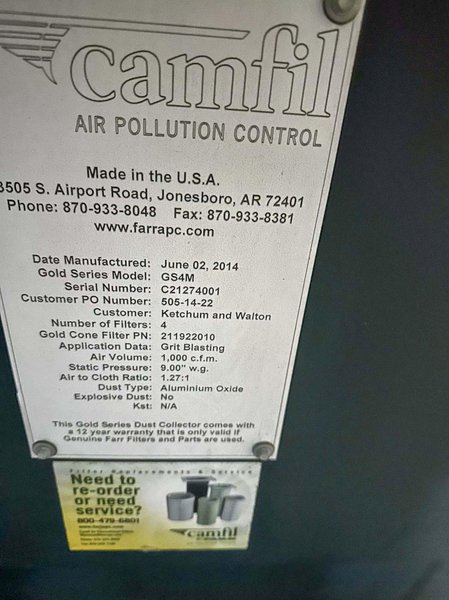 camfil
AIR POLLUTION CONTROL
Made in the U.S.A.
3505 S. Airport Road, Jonesboro, AR 72401
Phone: 870-933-8048 Fax: 870-933-8381
www.farrapc.com
Date Manufactured: June 02, 2014
Gold Series Model: GS4M
Serial Number: C21274001
Customer PO Number: 505-14-22
Customer: Ketchum and Walton
Number of Filters: 4
Gold Cone Filter PN: 211922010
Application Data: Grit Blasting
Air Volume: 1,000 c.f.m.
Static Pressure: 9.00" w.g.
Air to Cloth Ratio: 1.27:1
Dust Type: Aluminium Oxide
Explosive Dust: No
Kst: N/A
This Gold Series Dust Collector comes with
a 12 year warranty that is only valid if
Genuine Farr Filters and Parts are used.
Filter Replacements & Service
Need to
re-order
or need
service?
800-479-6801
camfil